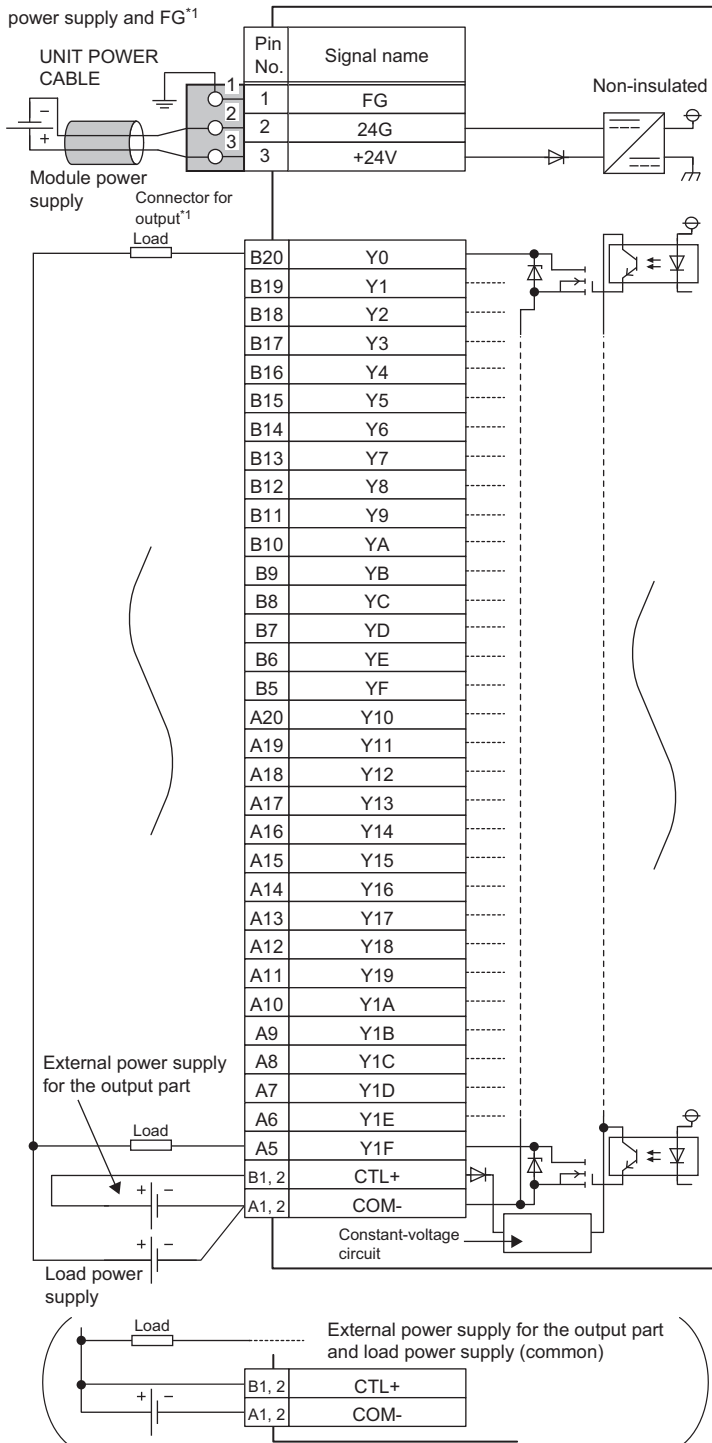 power supply and FG*1
UNIT POWER
CABLE
Pin
No.
Signal name
Non-insulated
1
1
FG
2
2
24G
3
3
+24V
−
+
Module power
supply
Connector for
output*1
Load
B20 Y0
B19 Y1
B18 Y2
B17 Y3
B16 Y4
B15 Y5
B14 Y6
B13 Y7
B12 Y8
B11 Y9
B10 YA
B9 YB
B8 YC
B7 YD
B6 YE
B5 YF
A20 Y10
A19 Y11
A18 Y12
A17 Y13
A16 Y14
A15 Y15
A14 Y16
A13 Y17
A12 Y18
A11 Y19
A10 Y1A
A9 Y1B
A8 Y1C
A7 Y1D
A6 Y1E
A5 Y1F
B1, 2 CTL+
A1, 2 COM-
External power supply
for the output part
Load
+ −
+ −
Load power
supply
Constant-voltage
circuit
Load
External power supply for the output part
and load power supply (common)
B1, 2 CTL+
+ −
A1, 2 COM-